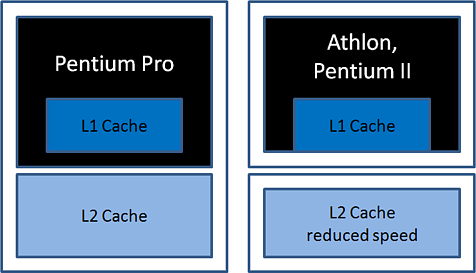 Pentium Pro
L1 Cache
L2 Cache
Athlon,
Pentium II
L1 Cache
L2 Cache
reduced speed